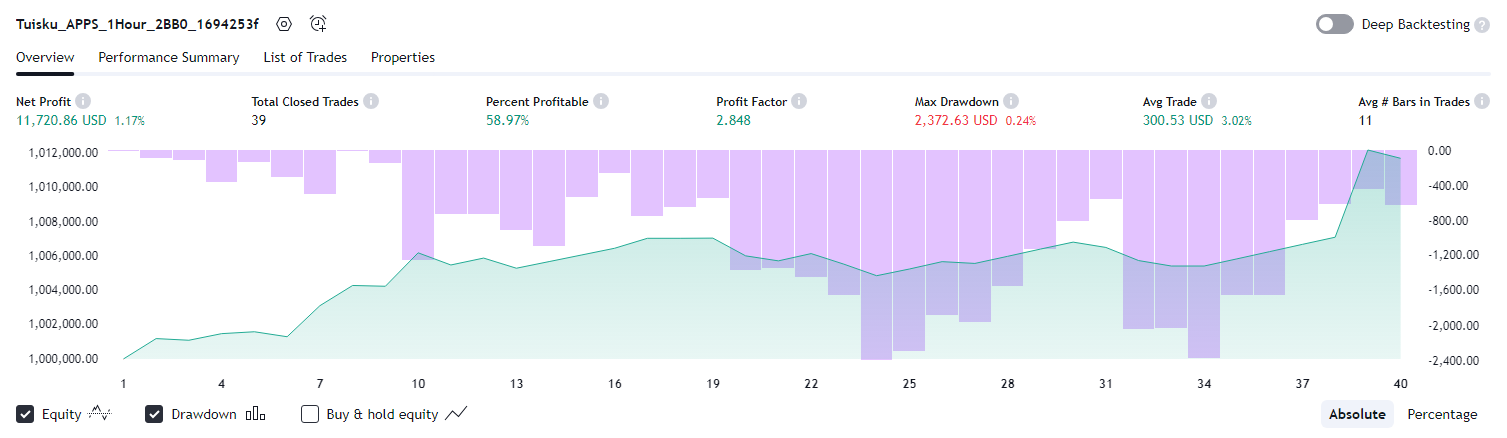 Tuisku_APPS_1Hour_2BB0_1694253f
Deep Backtesting ?
Overview Performance Summary List of Trades Properties
Net Profit i Total Closed Trades i Percent Profitable i Profit Factor i Max Drawdown i Avg Trade i Avg # Bars in Trades i
11,720.86 USD 1.17% 39 58.97% 2.848 2,372.63 USD 0.24% 300.53 USD 3.02% 11
1,012,000.00 0.00
1,010,000.00 -400.00
1,008,000.00 -800.00
1,006,000.00 -1,200.00
1,004,000.00 -1,600.00
1,002,000.00 -2,000.00
1,000,000.00 -2,400.00
1 4 7 10 13 16 19 22 25 28 31 34 37 40
Equity Drawdown Buy & hold equity Absolute Percentage